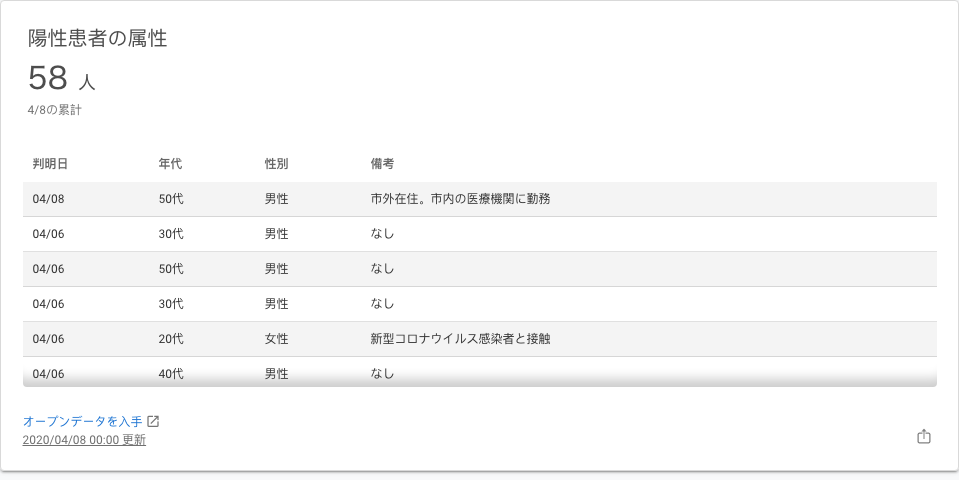 陽性患者の属性
58 人
4/8の累計
判明日 年代 性別 備考
04/08 50代 男性 市外在住。市内の医療機関に勤務
04/06 30代 男性 なし
04/06 50代 男性 なし
04/06 30代 男性 なし
04/06 20代 女性 新型コロナウイルス感染者と接触
04/06 40代 男性 なし
オープンデータを入手
2020/04/08 00:00 更新